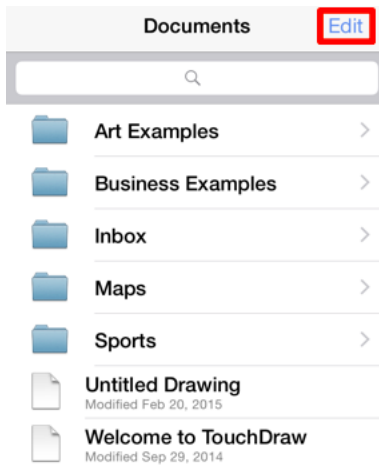 Documents
Edit
Art Examples
Business Examples
Inbox
Maps
Sports
Untitled Drawing
Modified Feb 20, 2015
Welcome to TouchDraw
Modified Sep 29, 2014